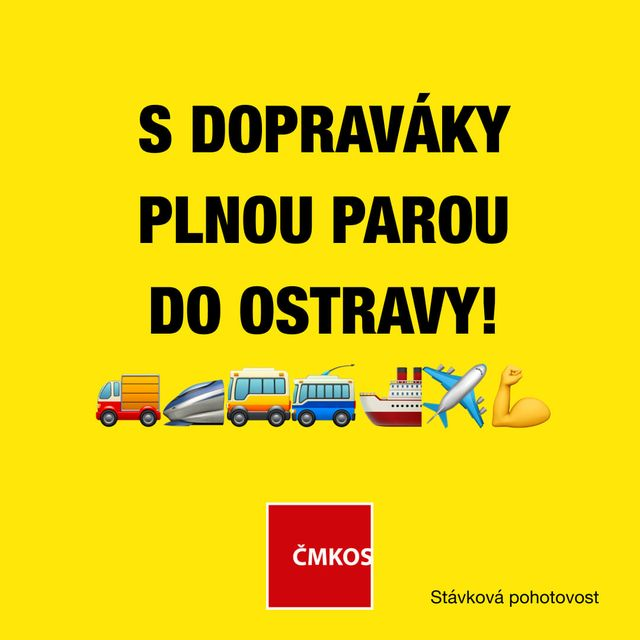 S DOPRAVÁKY
PLNOU PAROU
DO OSTRAVY!
ČMKOS
Stávková pohotovost